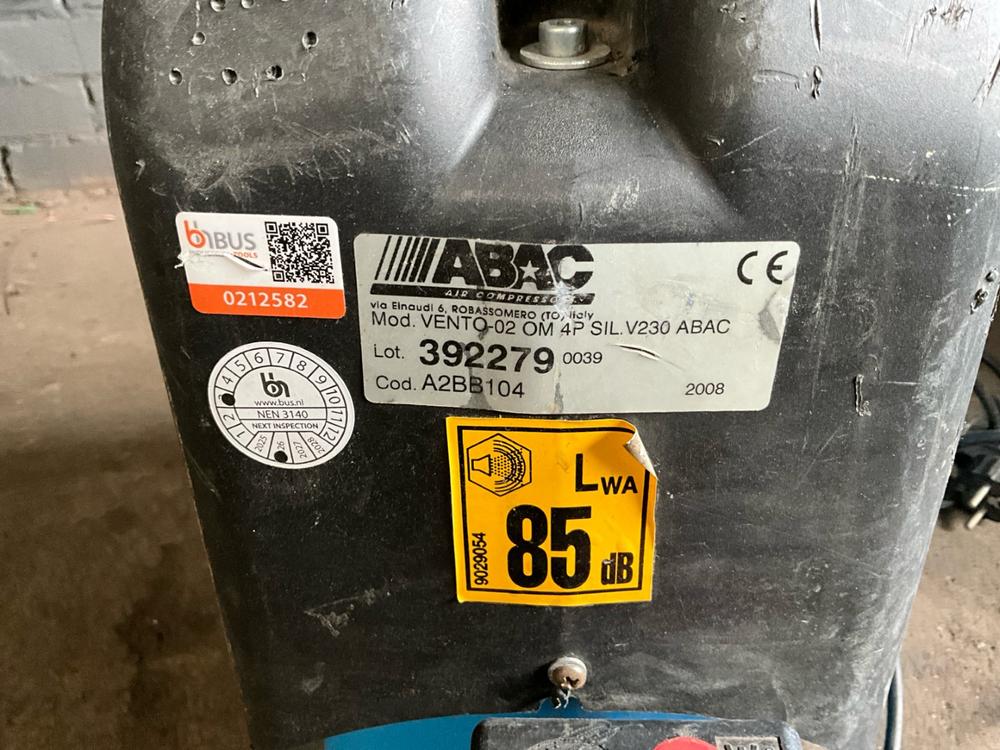 BUS
TOOLS
0212582
ABAC
AIR COMPRESSORS
via Einaudi 6, ROBASSOMERO (TO) Italy
Mod. VENTO-02 OM 4P SIL.V230 ABAC
Lot. 392279 0039
Cod. A2BB104
2008
CE
1 2 3 4 5 6 7 8 9 10 11 12
www.bus.nl
NEN 3140
NEXT INSPECTION
2025 26 2027 2028
LWA
85 dB
9029054